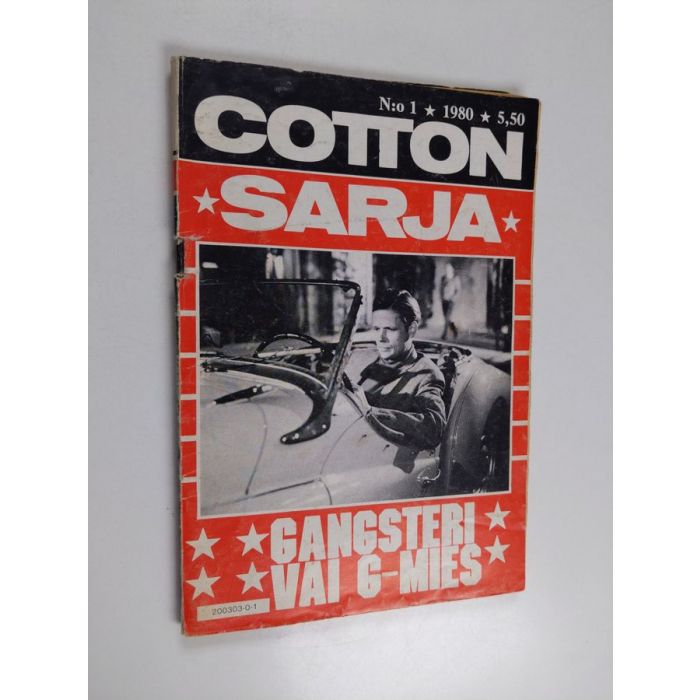 N:o 1 ★ 1980 ★ 5,50
COTTON
★ SARJA ★
GANGSTERI
VAI G-MIES
200303-0-1